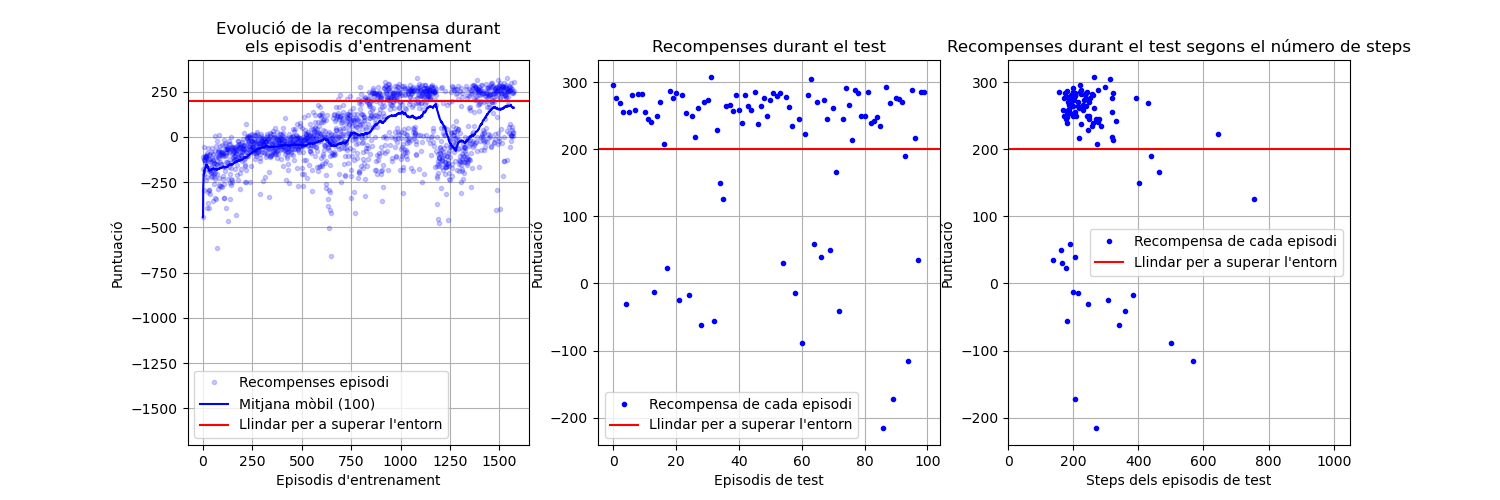 Evolució de la recompensa durant
els episodis d'entrenament
Puntuació
250
0
−250
−500
−750
−1000
−1250
−1500
Recompenses episodi
Mitjana mòbil (100)
Llindar per a superar l'entorn
0 250 500 750 1000 1250 1500
Episodis d'entrenament
Recompenses durant el test
Puntuació
300
200
100
0
−100
−200
Recompensa de cada episodi
Llindar per a superar l'entorn
0 20 40 60 80 100
Episodis de test
Recompenses durant el test segons el número de steps
Puntuació
300
200
100
0
−100
−200
Recompensa de cada episodi
Llindar per a superar l'entorn
0 200 400 600 800 1000
Steps dels episodis de test